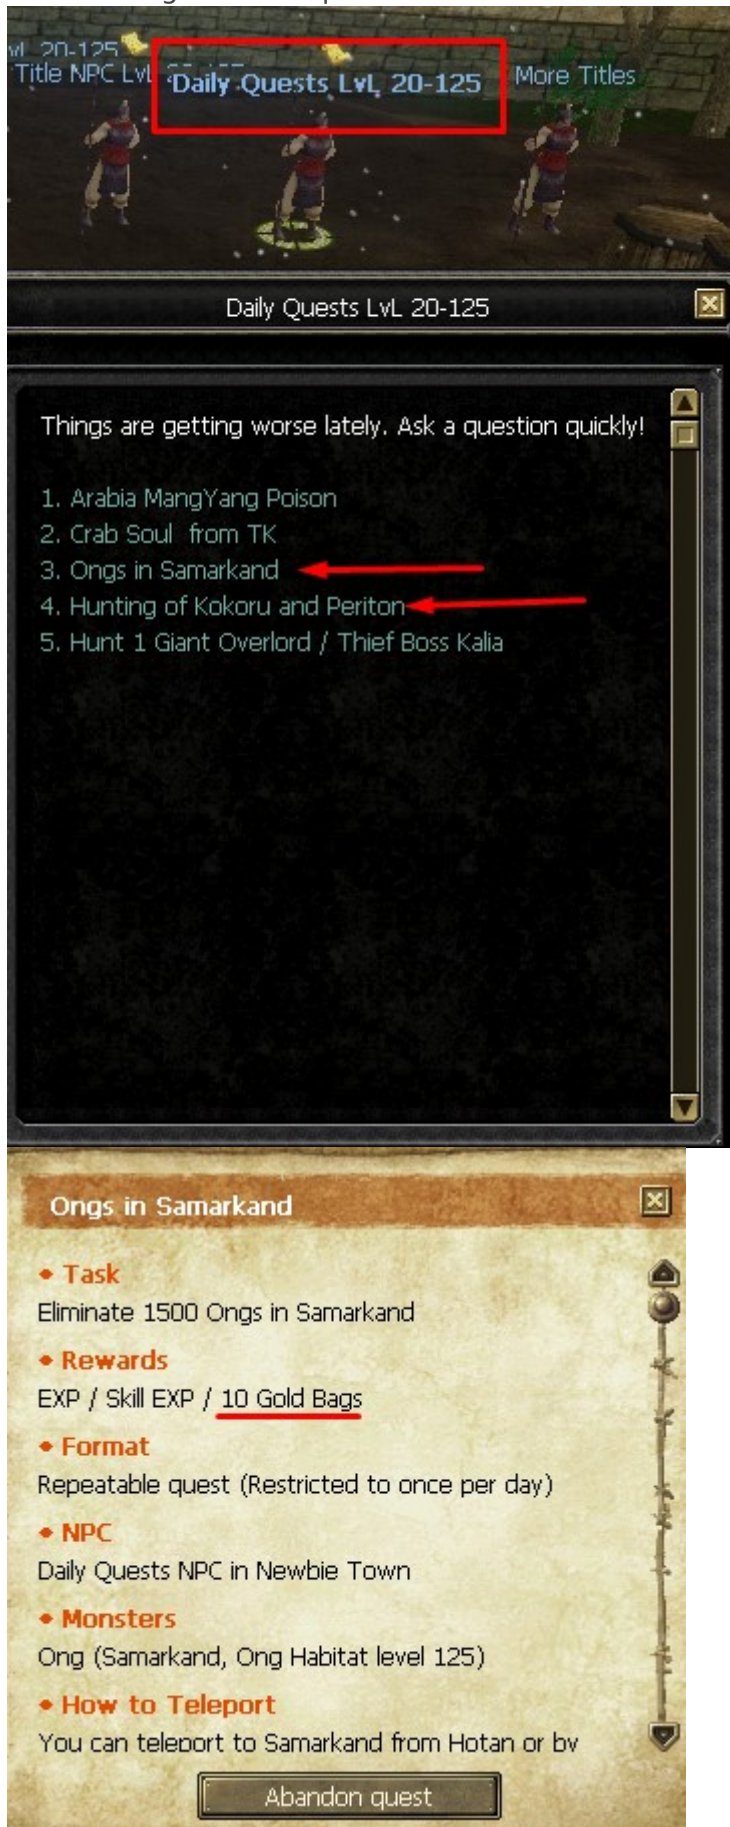 LvL 20-125
Title NPC LvL
Daily Quests LvL 20-125
More Titles
Daily Quests LvL 20-125
Things are getting worse lately. Ask a question quickly!
1. Arabia MangYang Poison
2. Crab Soul from TK
3. Ongs in Samarkand
4. Hunting of Kokoru and Periton
5. Hunt 1 Giant Overlord / Thief Boss Kalia
Ongs in Samarkand
Task
Eliminate 1500 Ongs in Samarkand
Rewards
EXP / Skill EXP / 10 Gold Bags
Format
Repeatable quest (Restricted to once per day)
NPC
Daily Quests NPC in Newbie Town
Monsters
Ong (Samarkand, Ong Habitat level 125)
How to Teleport
You can teleport to Samarkand from Hotan or by
Abandon quest